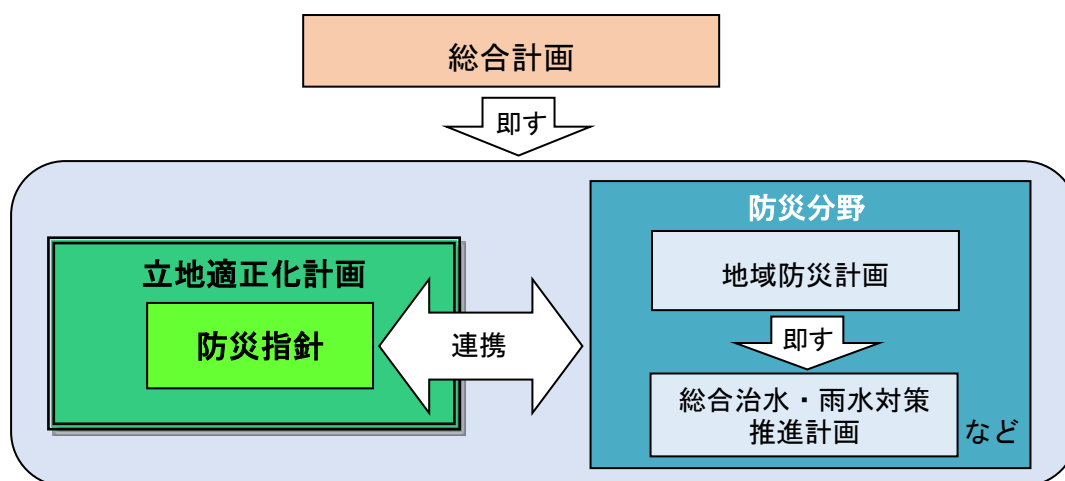 総合計画
即す
防災分野
立地適正化計画
防災指針
連携
地域防災計画
即す
総合治水・雨水対策
推進計画
など